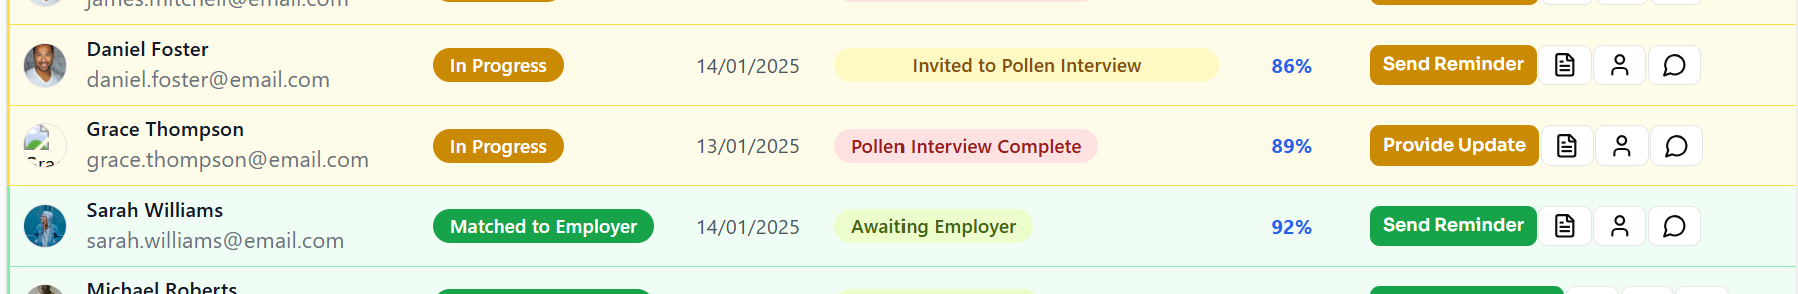 james.mitchell@email.com
Daniel Foster
daniel.foster@email.com
In Progress
14/01/2025
Invited to Pollen Interview
86%
Send Reminder
Grace Thompson
grace.thompson@email.com
In Progress
13/01/2025
Pollen Interview Complete
89%
Provide Update
Sarah Williams
sarah.williams@email.com
Matched to Employer
14/01/2025
Awaiting Employer
92%
Send Reminder
Michael Roberts